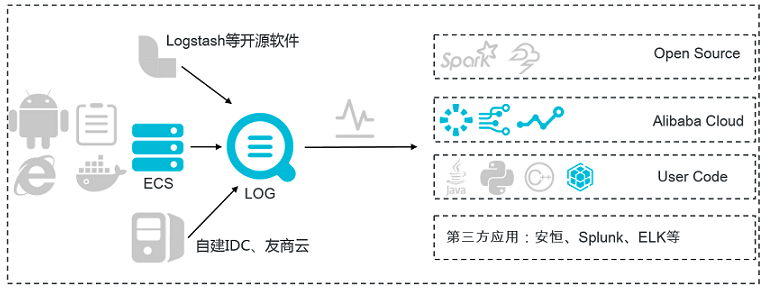 Logstash等开源软件
ECS
LOG
自建IDC、友商云
Spark
Open Source
Alibaba Cloud
Java
C++
User Code
第三方应用：安恒、Splunk、ELK等